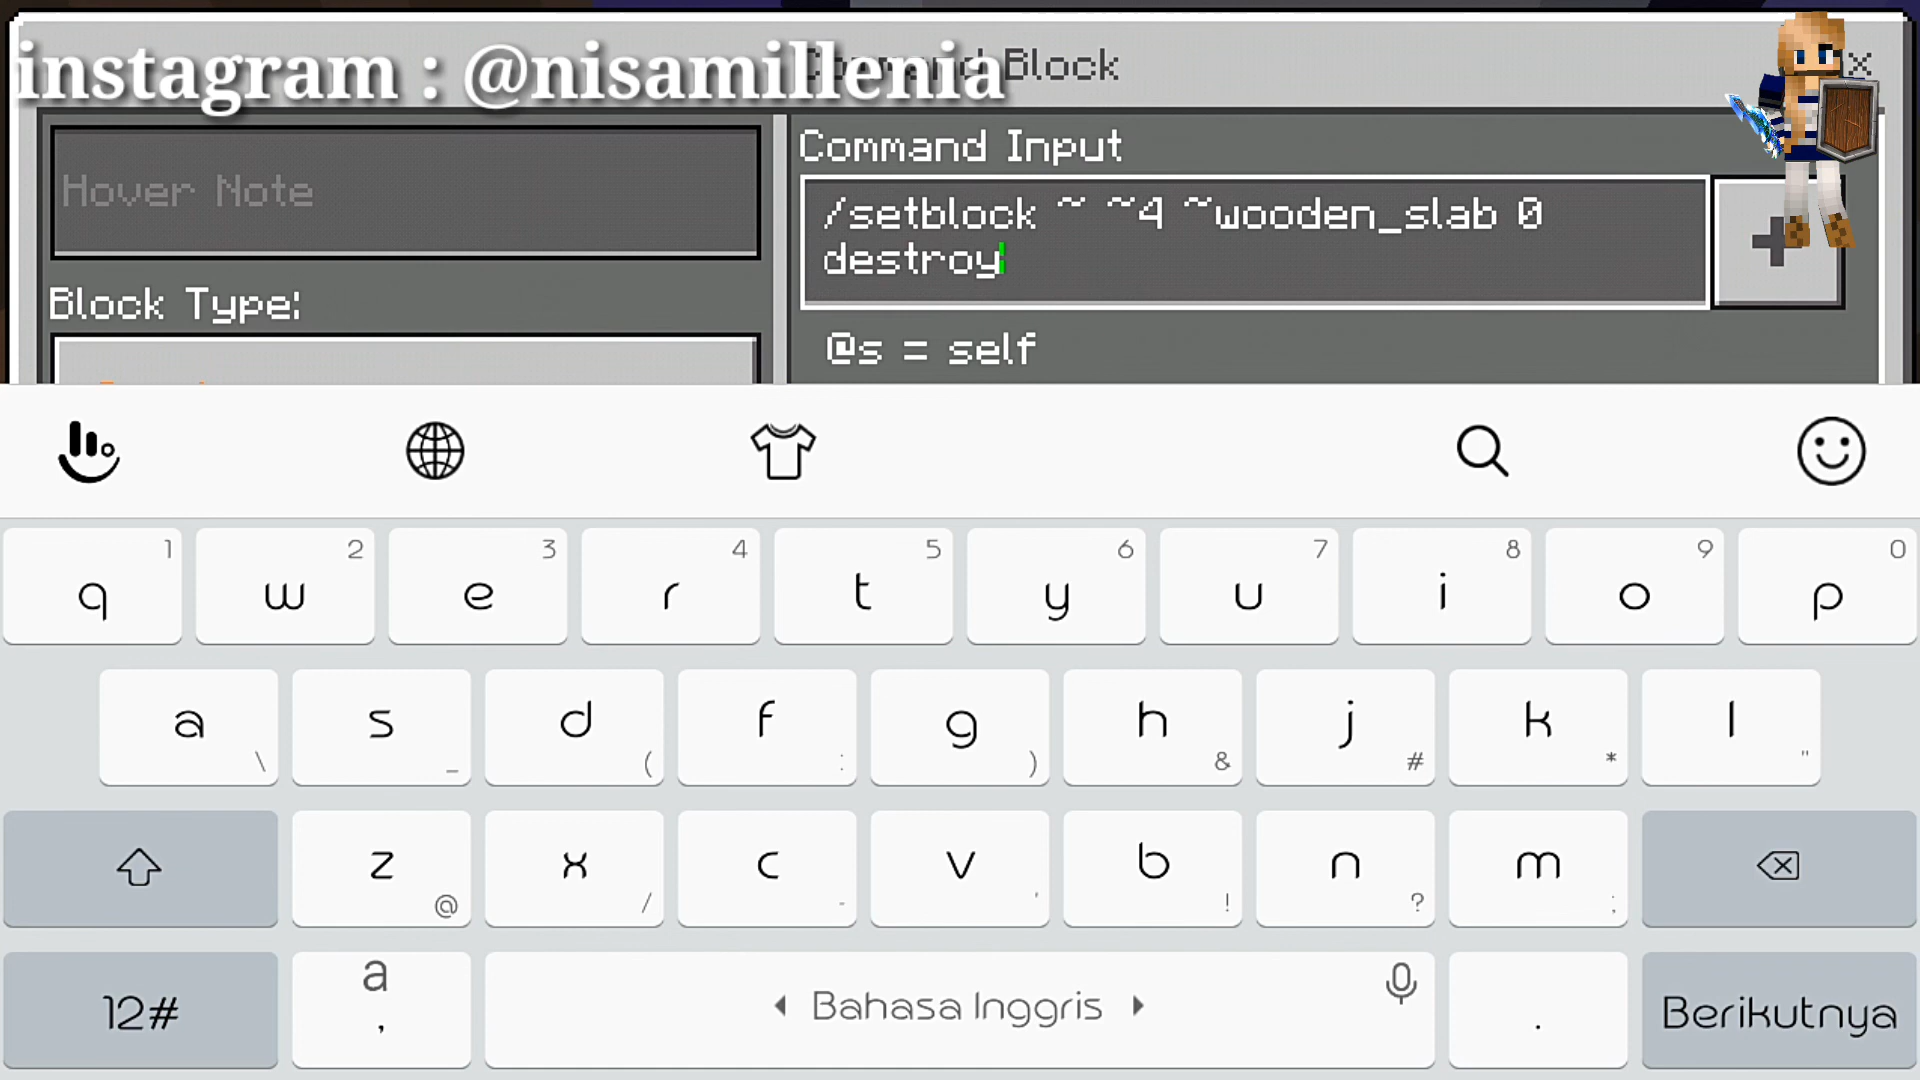 instagram : @nisamillenia
Command Block
x
Hover Note
Block Type:
Command Input
/setblock ~ ~4 ~wooden_slab 0
destroy
+
@s = self
1 2 3 4 5 6 7 8 9 0
q w e r t y u i o p
a s d f g h j k l
\ _ ( : ) & # * "
z x c v b n m
@ / - ' ! ? ;
12# a , Bahasa Inggris . Berikutnya